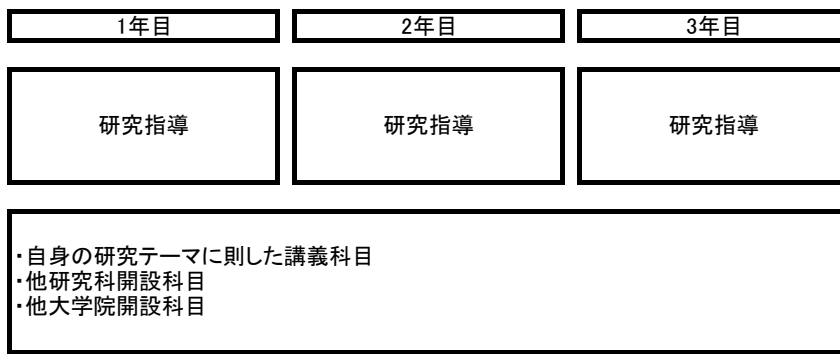 1年目
2年目
3年目
研究指導
研究指導
研究指導
・自身の研究テーマに則した講義科目
・他研究科開設科目
・他大学院開設科目